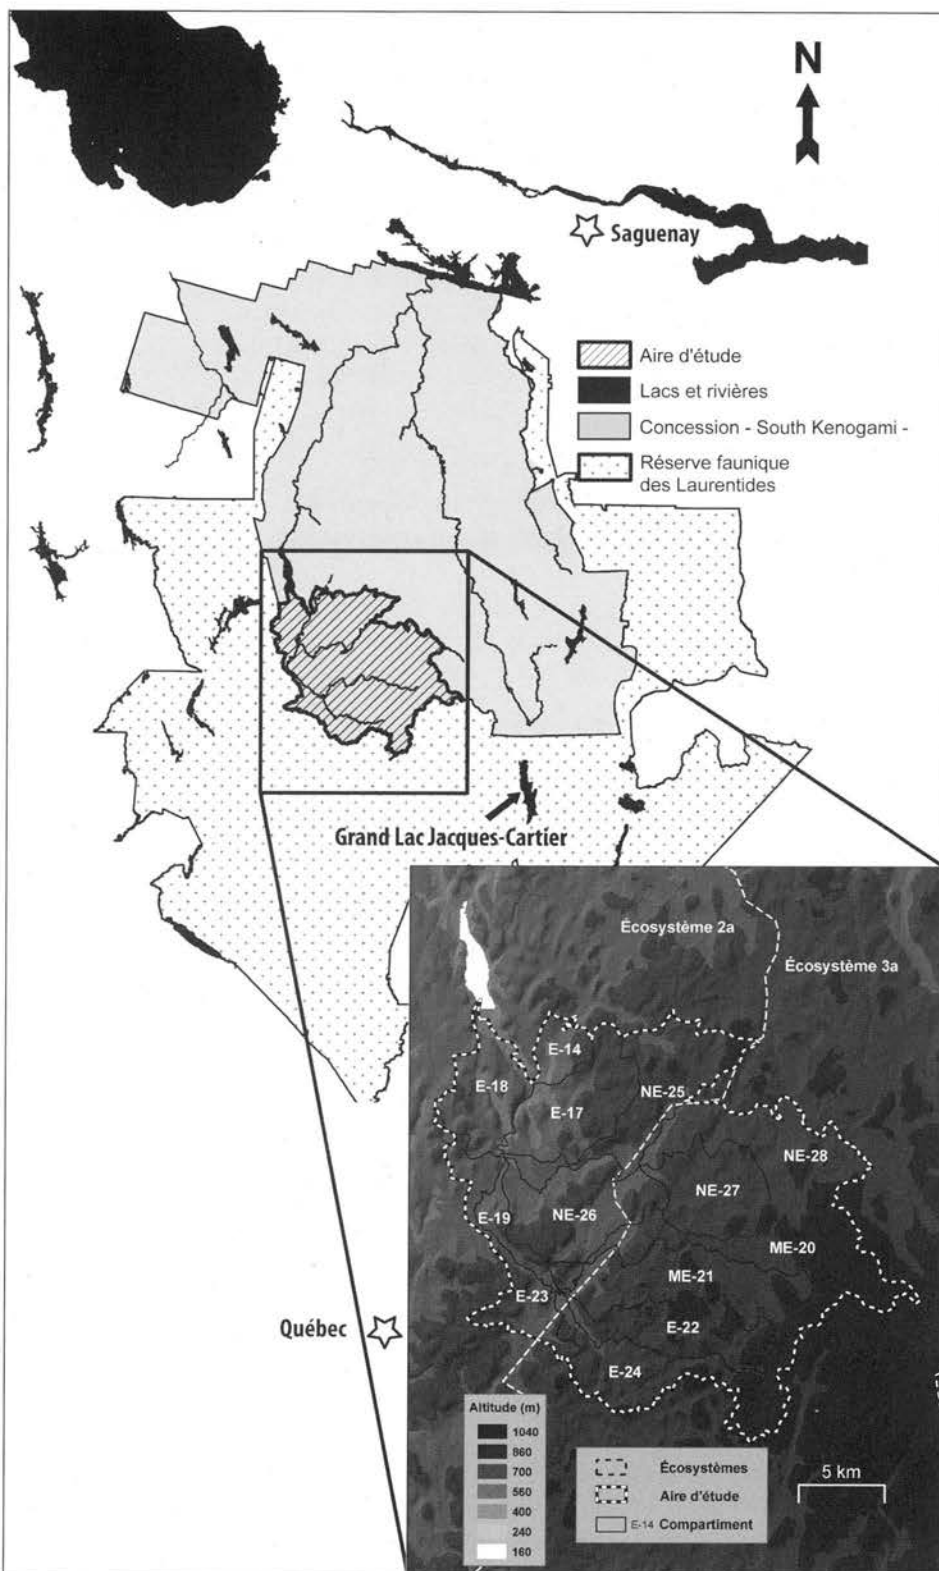 N
Saguenay
Aire d'étude
Lacs et rivières
Concession - South Kenogami -
Réserve faunique
des Laurentides
Grand Lac Jacques-Cartier
Écosystème 2a
Écosystème 3a
E-14
E-18
NE-25
E-17
NE-28
NE-27
E-19
NE-26
ME-20
ME-21
E-23
E-22
Québec
E-24
Altitude (m)
1040
860
700
560
400
240
160
Écosystèmes
Aire d'étude
E-14 Compartiment
5 km